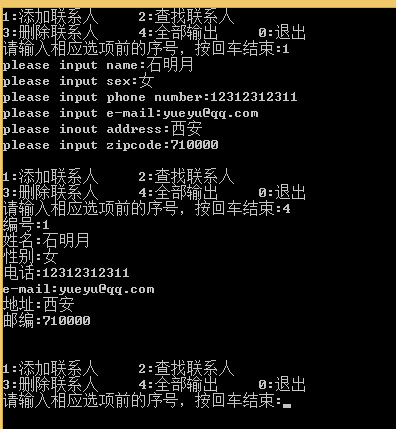 1:添加联系人     2:查找联系人
3:删除联系人     4:全部输出     0:退出
请输入相应选项前的序号，按回车结束:1
please input name:石明月
please input sex:女
please input phone number:12312312311
please input e-mail:yueyu@qq.com
please inout address:西安
please input zipcode:710000
1:添加联系人     2:查找联系人
3:删除联系人     4:全部输出     0:退出
请输入相应选项前的序号，按回车结束:4
编号:1
姓名:石明月
性别:女
电话:12312312311
e-mail:yueyu@qq.com
地址:西安
邮编:710000
1:添加联系人     2:查找联系人
3:删除联系人     4:全部输出     0:退出
请输入相应选项前的序号，按回车结束:_